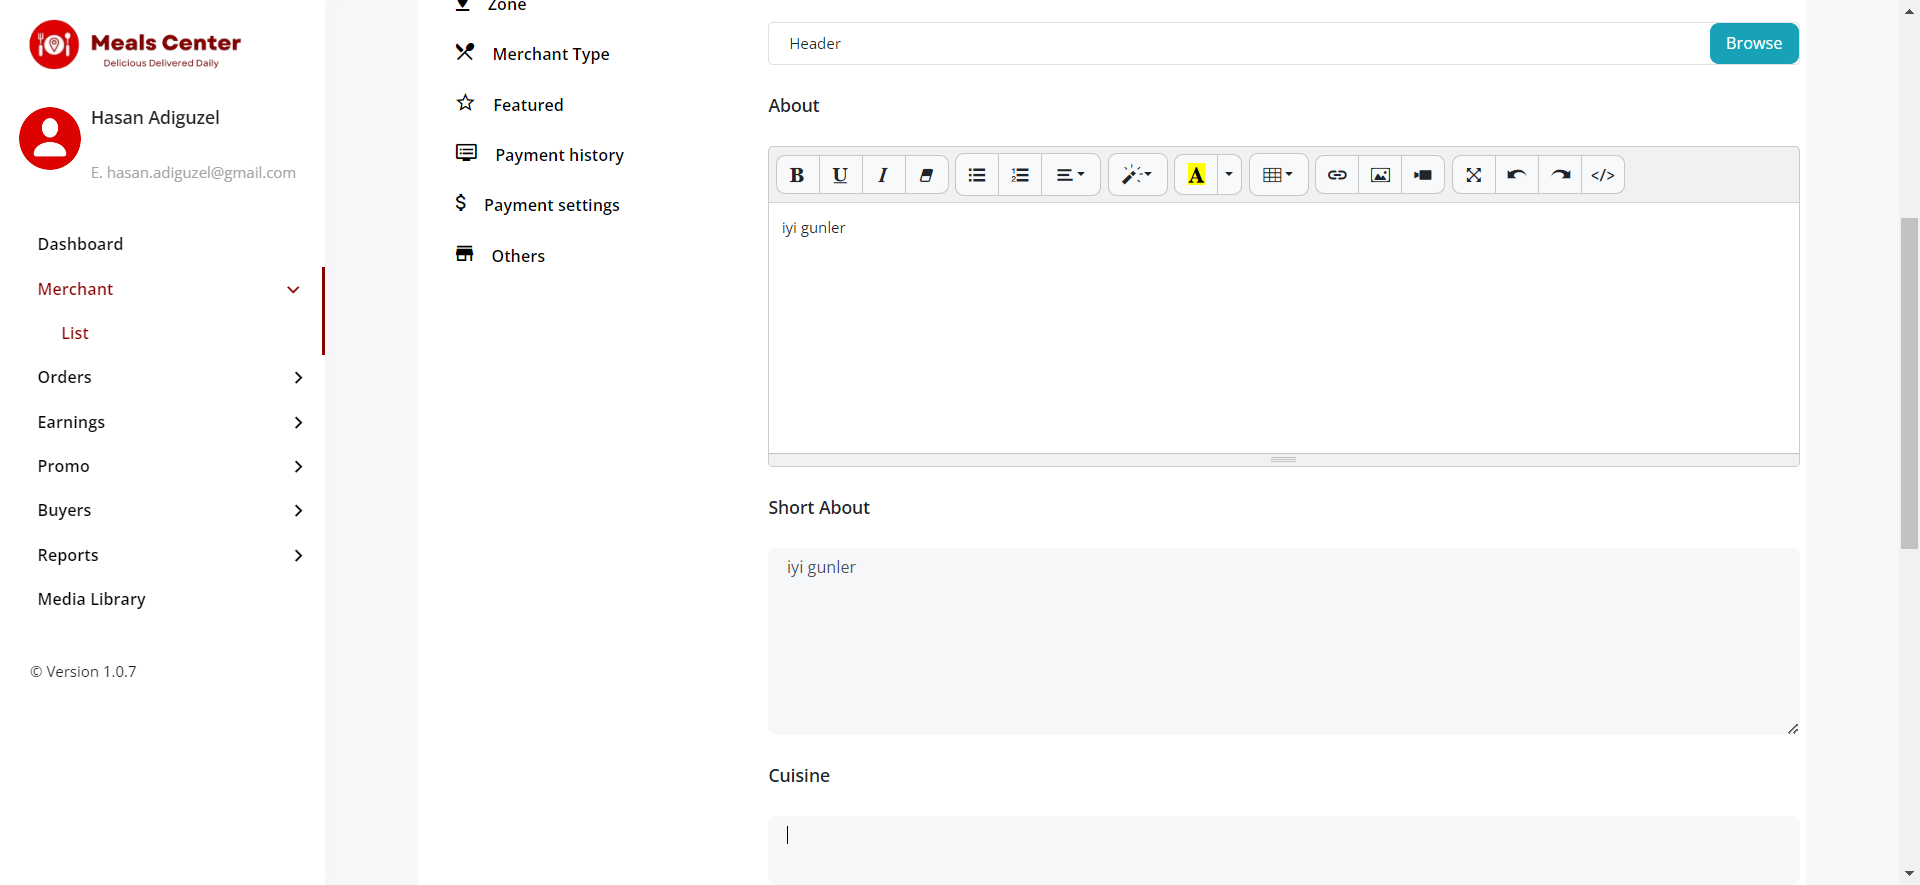 Meals Center
Delicious Delivered Daily
Hasan Adiguzel
E. hasan.adiguzel@gmail.com
Dashboard
Merchant
List
Orders
Earnings
Promo
Buyers
Reports
Media Library
© Version 1.0.7
Zone
Merchant Type
Featured
Payment history
Payment settings
Others
Header
Browse
About
B U I A </>
iyi gunler
Short About
iyi gunler
Cuisine